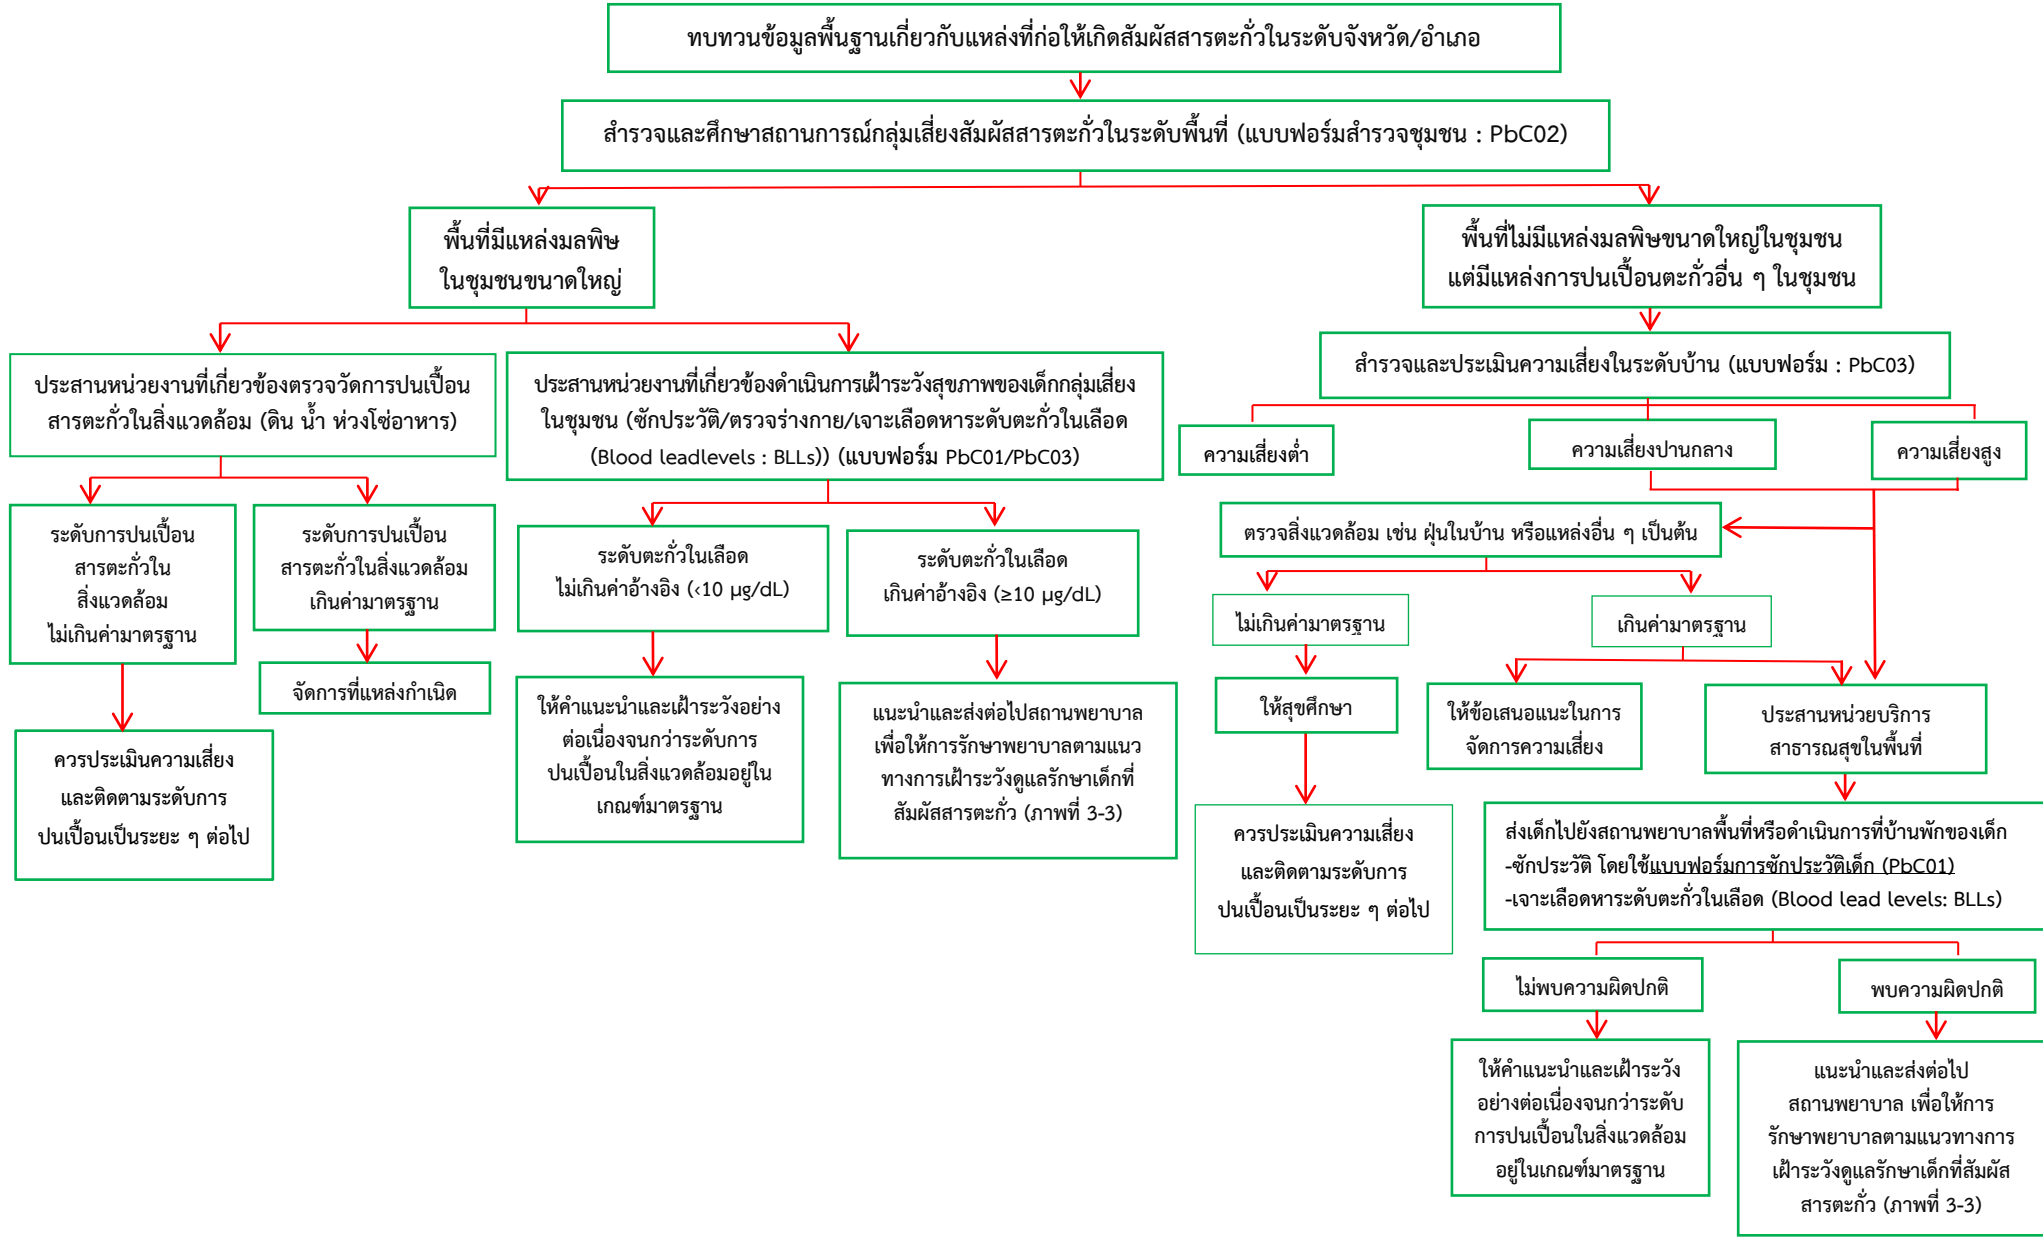 ทบทวนข้อมูลพื้นฐานเกี่ยวกับแหล่งที่ก่อให้เกิดสัมผัสสารตะกั่วในระดับจังหวัด/อำเภอ
สำรวจและศึกษาสถานการณ์กลุ่มเสี่ยงสัมผัสสารตะกั่วในระดับพื้นที่ (แบบฟอร์มสำรวจชุมชน : PbC02)
พื้นที่มีแหล่งมลพิษ
ในชุมชนขนาดใหญ่
พื้นที่ไม่มีแหล่งมลพิษขนาดใหญ่ในชุมชน
แต่มีแหล่งการปนเปื้อนตะกั่วอื่น ๆ ในชุมชน
ประสานหน่วยงานที่เกี่ยวข้องตรวจวัดการปนเปื้อน
สารตะกั่วในสิ่งแวดล้อม (ดิน น้ำ ห่วงโซ่อาหาร)
ประสานหน่วยงานที่เกี่ยวข้องดำเนินการเฝ้าระวังสุขภาพของเด็กกลุ่มเสี่ยง
ในชุมชน (ซักประวัติ/ตรวจร่างกาย/เจาะเลือดหาระดับตะกั่วในเลือด
(Blood leadlevels : BLLs)) (แบบฟอร์ม PbC01/PbC03)
สำรวจและประเมินความเสี่ยงในระดับบ้าน (แบบฟอร์ม : PbC03)
ความเสี่ยงต่ำ
ความเสี่ยงปานกลาง
ความเสี่ยงสูง
ระดับการปนเปื้อน
สารตะกั่วใน
สิ่งแวดล้อม
ไม่เกินค่ามาตรฐาน
ระดับการปนเปื้อน
สารตะกั่วในสิ่งแวดล้อม
เกินค่ามาตรฐาน
ระดับตะกั่วในเลือด
ไม่เกินค่าอ้างอิง (<10 µg/dL)
ระดับตะกั่วในเลือด
เกินค่าอ้างอิง (≥10 µg/dL)
ตรวจสิ่งแวดล้อม เช่น ฝุ่นในบ้าน หรือแหล่งอื่น ๆ เป็นต้น
ไม่เกินค่ามาตรฐาน
เกินค่ามาตรฐาน
จัดการที่แหล่งกำเนิด
ให้คำแนะนำและเฝ้าระวังอย่าง
ต่อเนื่องจนกว่าระดับการ
ปนเปื้อนในสิ่งแวดล้อมอยู่ใน
เกณฑ์มาตรฐาน
แนะนำและส่งต่อไปสถานพยาบาล
เพื่อให้การรักษาพยาบาลตามแนว
ทางการเฝ้าระวังดูแลรักษาเด็กที่
สัมผัสสารตะกั่ว (ภาพที่ 3-3)
ให้สุขศึกษา
ให้ข้อเสนอแนะในการ
จัดการความเสี่ยง
ประสานหน่วยบริการ
สาธารณสุขในพื้นที่
ควรประเมินความเสี่ยง
และติดตามระดับการ
ปนเปื้อนเป็นระยะ ๆ ต่อไป
ควรประเมินความเสี่ยง
และติดตามระดับการ
ปนเปื้อนเป็นระยะ ๆ ต่อไป
ส่งเด็กไปยังสถานพยาบาลพื้นที่หรือดำเนินการที่บ้านพักของเด็ก
-ซักประวัติ โดยใช้แบบฟอร์มการซักประวัติเด็ก (PbC01)
-เจาะเลือดหาระดับตะกั่วในเลือด (Blood lead levels: BLLs)
ไม่พบความผิดปกติ
พบความผิดปกติ
ให้คำแนะนำและเฝ้าระวัง
อย่างต่อเนื่องจนกว่าระดับ
การปนเปื้อนในสิ่งแวดล้อม
อยู่ในเกณฑ์มาตรฐาน
แนะนำและส่งต่อไป
สถานพยาบาล เพื่อให้การ
รักษาพยาบาลตามแนวทางการ
เฝ้าระวังดูแลรักษาเด็กที่สัมผัส
สารตะกั่ว (ภาพที่ 3-3)